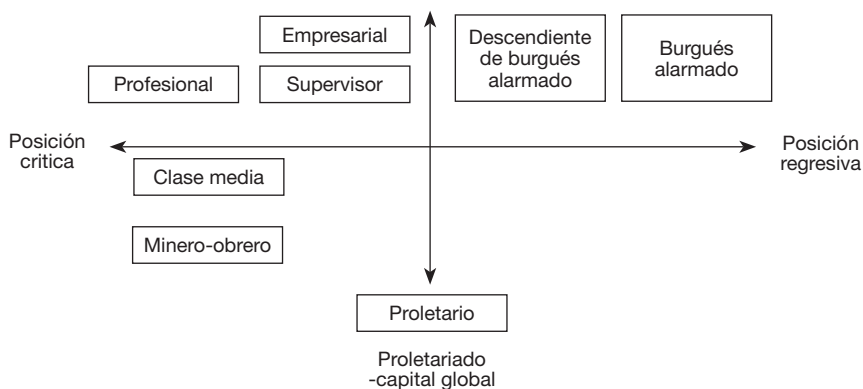 Empresarial
Descendiente
de burgués
alarmado
Burgués
alarmado
Profesional
Supervisor
Posición
critica
Posición
regresiva
Clase media
Minero-obrero
Proletario
Proletariado
-capital global